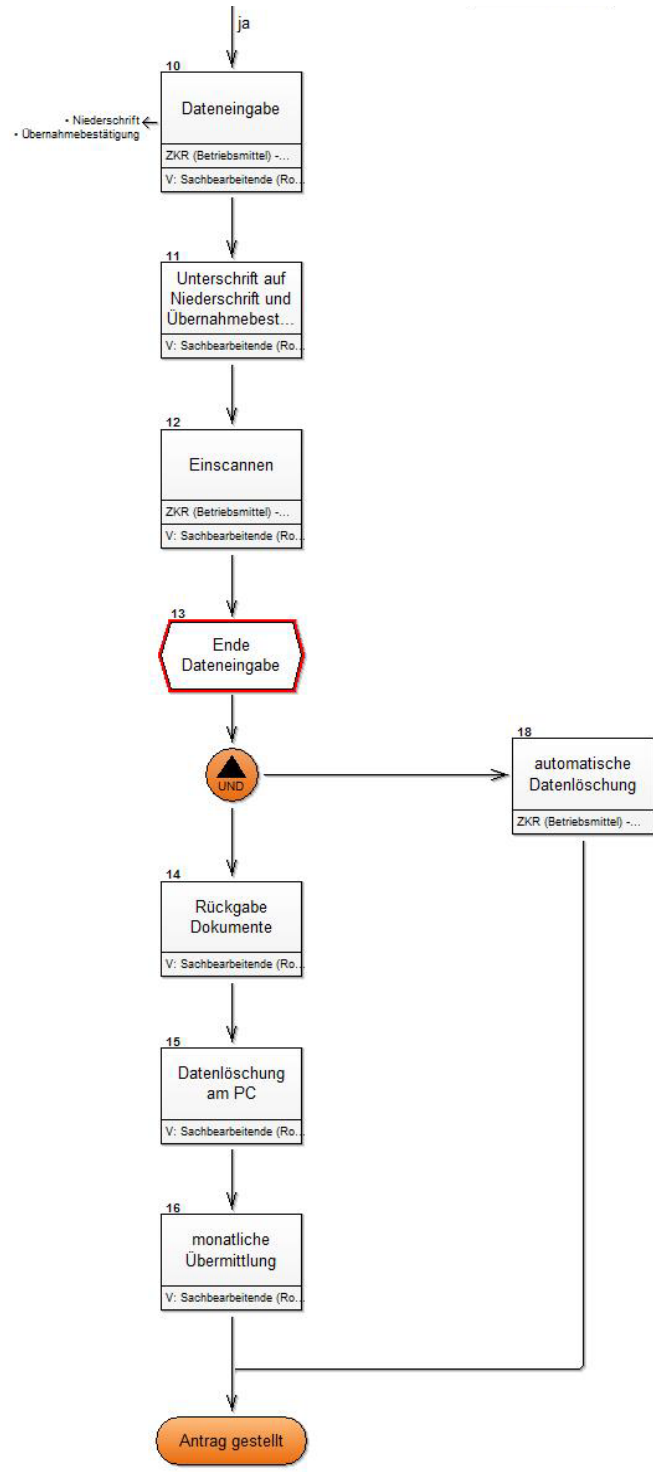 ja
10
Dateneingabe
• Niederschrift
• Übernahmebestätigung
ZKR (Betriebsmittel) -...
V: Sachbearbeitende (Ro...
11
Unterschrift auf
Niederschrift und
Übernahmebest...
V: Sachbearbeitende (Ro...
12
Einscannen
ZKR (Betriebsmittel) -...
V: Sachbearbeitende (Ro...
13
Ende
Dateneingabe
UND
18
automatische
Datenlöschung
ZKR (Betriebsmittel) -...
14
Rückgabe
Dokumente
V: Sachbearbeitende (Ro...
15
Datenlöschung
am PC
V: Sachbearbeitende (Ro...
16
monatliche
Übermittlung
V: Sachbearbeitende (Ro...
Antrag gestellt